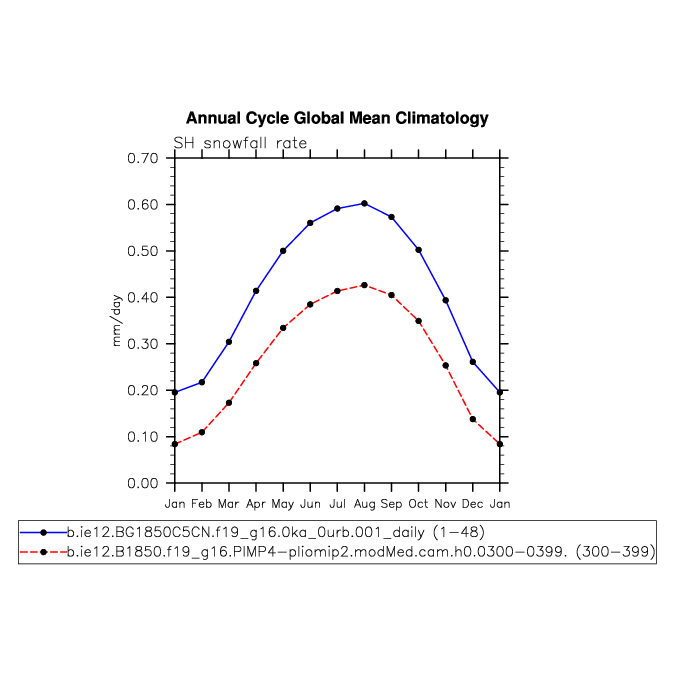 Annual Cycle Global Mean Climatology
SH snowfall rate
0.70
0.60
0.50
0.40
0.30
0.20
0.10
0.00
mm/day
Jan Feb Mar Apr May Jun Jul Aug Sep Oct Nov Dec Jan
b.ie12.BG1850C5CN.f19_g16.0ka_0urb.001_daily (1-48)
b.ie12.B1850.f19_g16.PlMP4-pliomip2.modMed.cam.h0.0300-0399. (300-399)